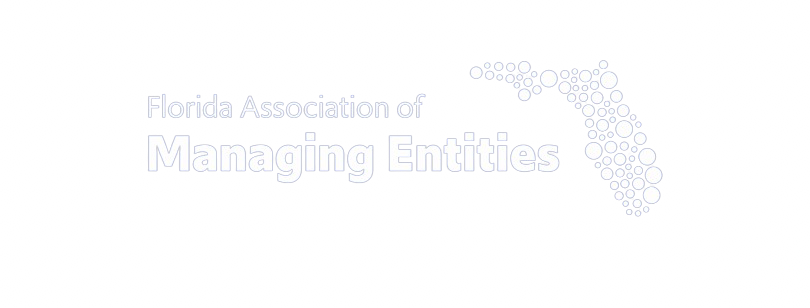 Florida Association of
Managing Entities